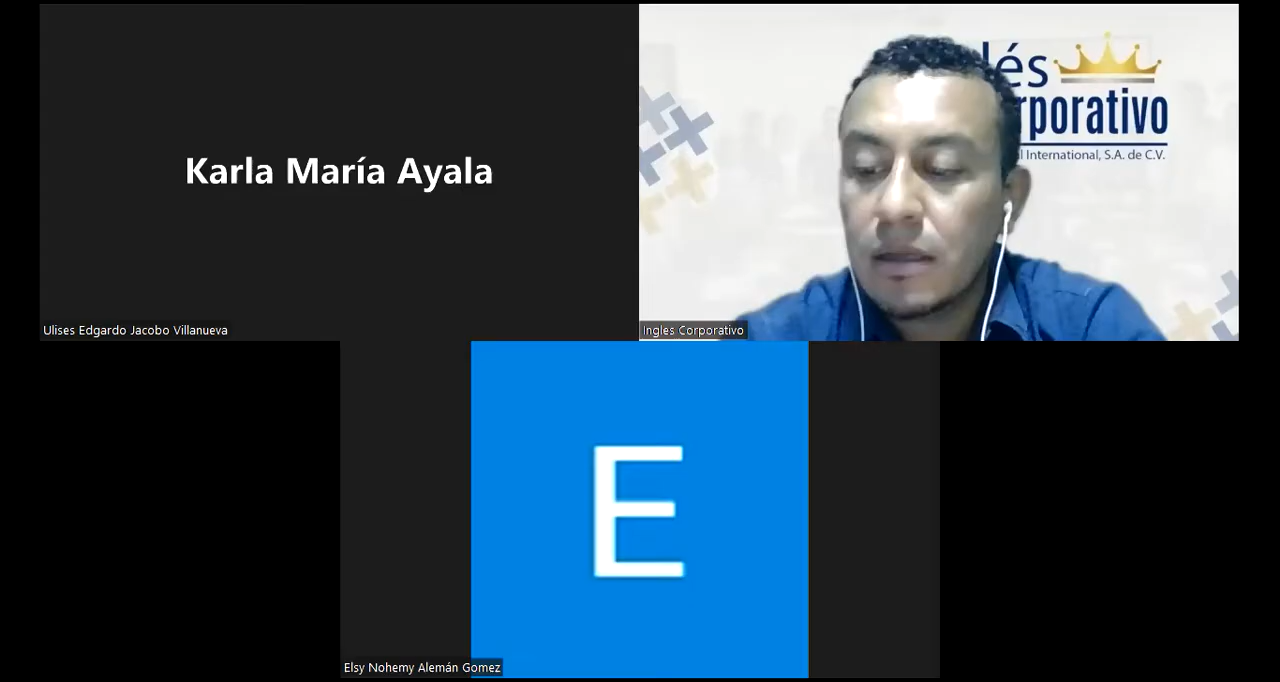 Karla María Ayala
Ulises Edgardo Jacobo Villanueva
lés
rporativo
l International, S.A. de C.V.
Ingles Corporativo
E
Elsy Nohemy Alemán Gomez